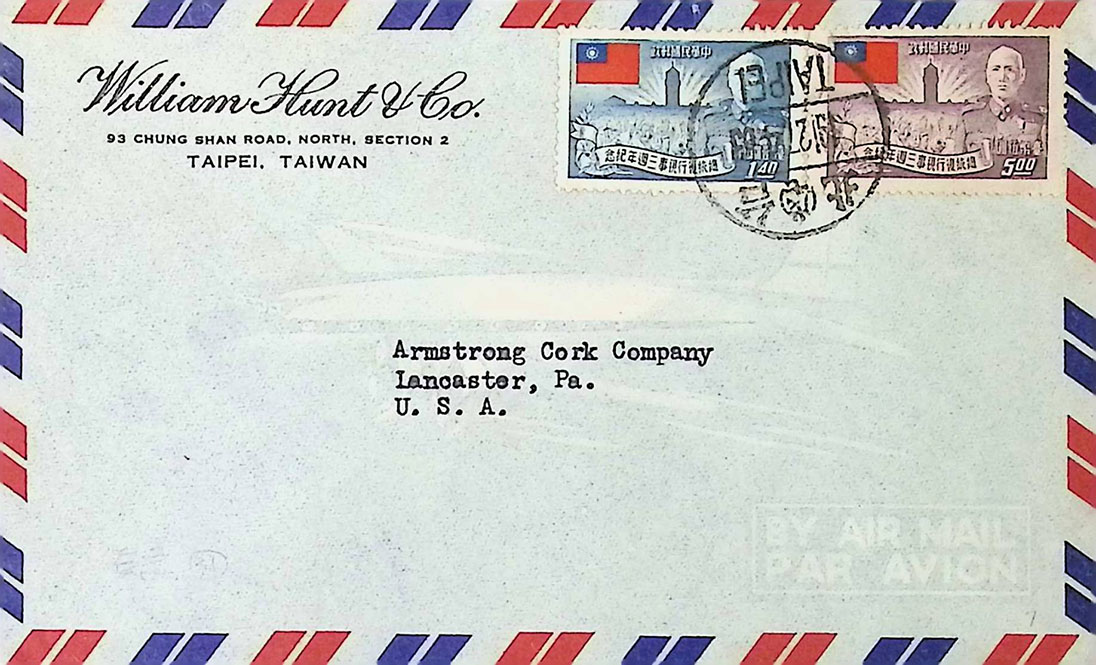 William Hunt & Co.
93 CHUNG SHAN ROAD, NORTH, SECTION 2
TAIPEI, TAIWAN
中華民國郵政
總統復行視事三週年紀念
1.40
中華民國郵政
總統復行視事三週年紀念
5.00
TAIPEI
Armstrong Cork Company
Lancaster, Pa.
U. S. A.
BY AIR MAIL
PAR AVION